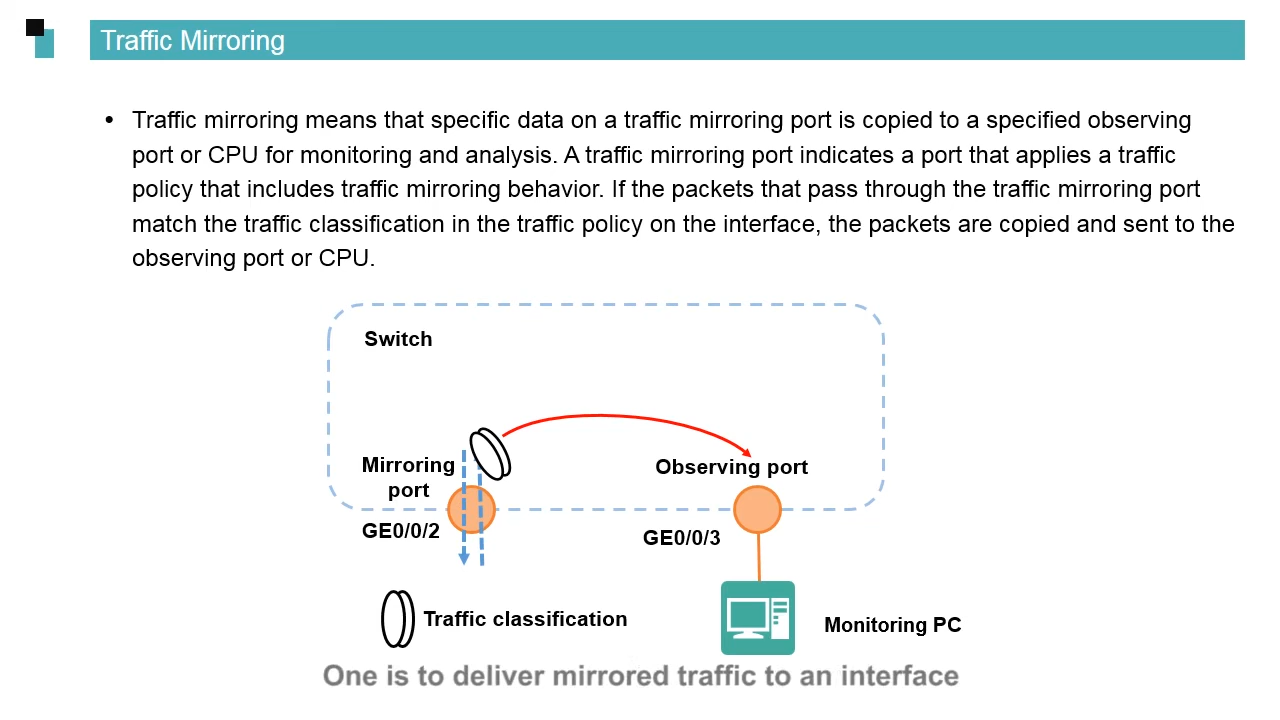 Traffic Mirroring
• Traffic mirroring means that specific data on a traffic mirroring port is copied to a specified observing
port or CPU for monitoring and analysis. A traffic mirroring port indicates a port that applies a traffic
policy that includes traffic mirroring behavior. If the packets that pass through the traffic mirroring port
match the traffic classification in the traffic policy on the interface, the packets are copied and sent to the
observing port or CPU.
Switch
Mirroring
port
Observing port
GE0/0/2
GE0/0/3
Traffic classification
Monitoring PC
One is to deliver mirrored traffic to an interface